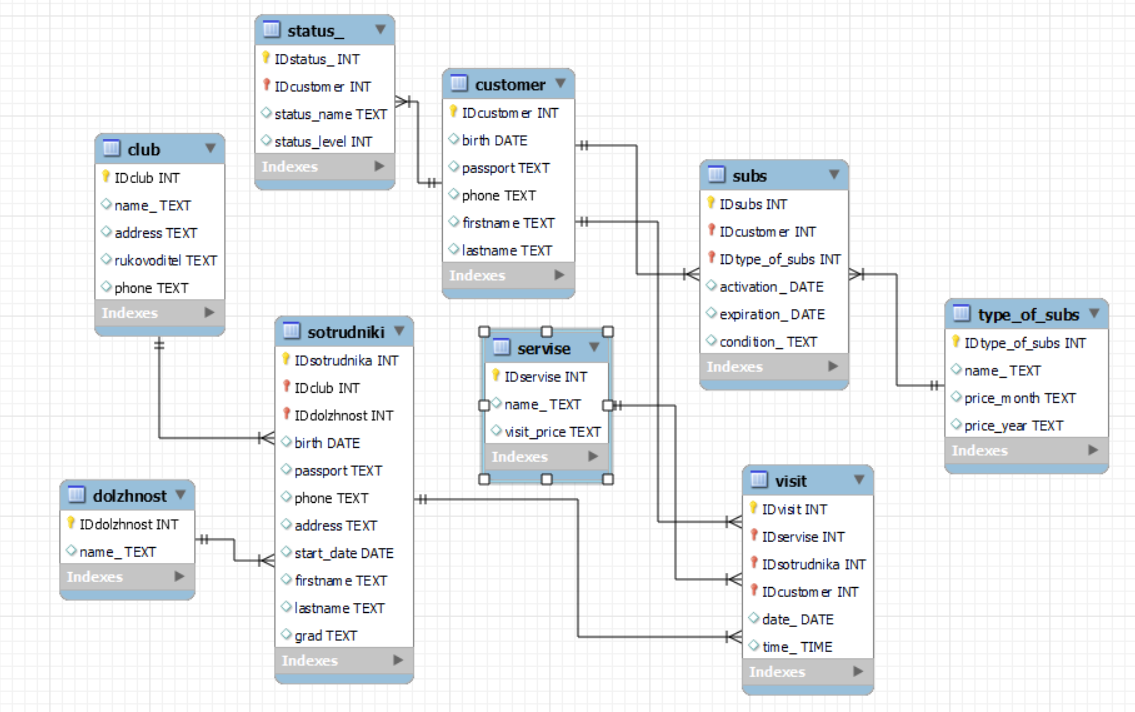 status_
IDstatus_ INT
IDcustomer INT
status_name TEXT
status_level INT
Indexes
customer
IDcustomer INT
birth DATE
passport TEXT
phone TEXT
firstname TEXT
lastname TEXT
Indexes
club
IDclub INT
name_ TEXT
address TEXT
rukovoditel TEXT
phone TEXT
Indexes
subs
IDsubs INT
IDcustomer INT
IDtype_of_subs INT
activation_ DATE
expiration_ DATE
condition_ TEXT
Indexes
type_of_subs
IDtype_of_subs INT
name_ TEXT
price_month TEXT
price_year TEXT
Indexes
sotrudniki
IDsotrudnika INT
IDclub INT
IDdolzhnost INT
birth DATE
passport TEXT
phone TEXT
address TEXT
start_date DATE
firstname TEXT
lastname TEXT
grad TEXT
Indexes
servise
IDservise INT
name_ TEXT
visit_price TEXT
Indexes
dolzhnost
IDdolzhnost INT
name_ TEXT
Indexes
visit
IDvisit INT
IDservise INT
IDsotrudnika INT
IDcustomer INT
date_ DATE
time_ TIME
Indexes